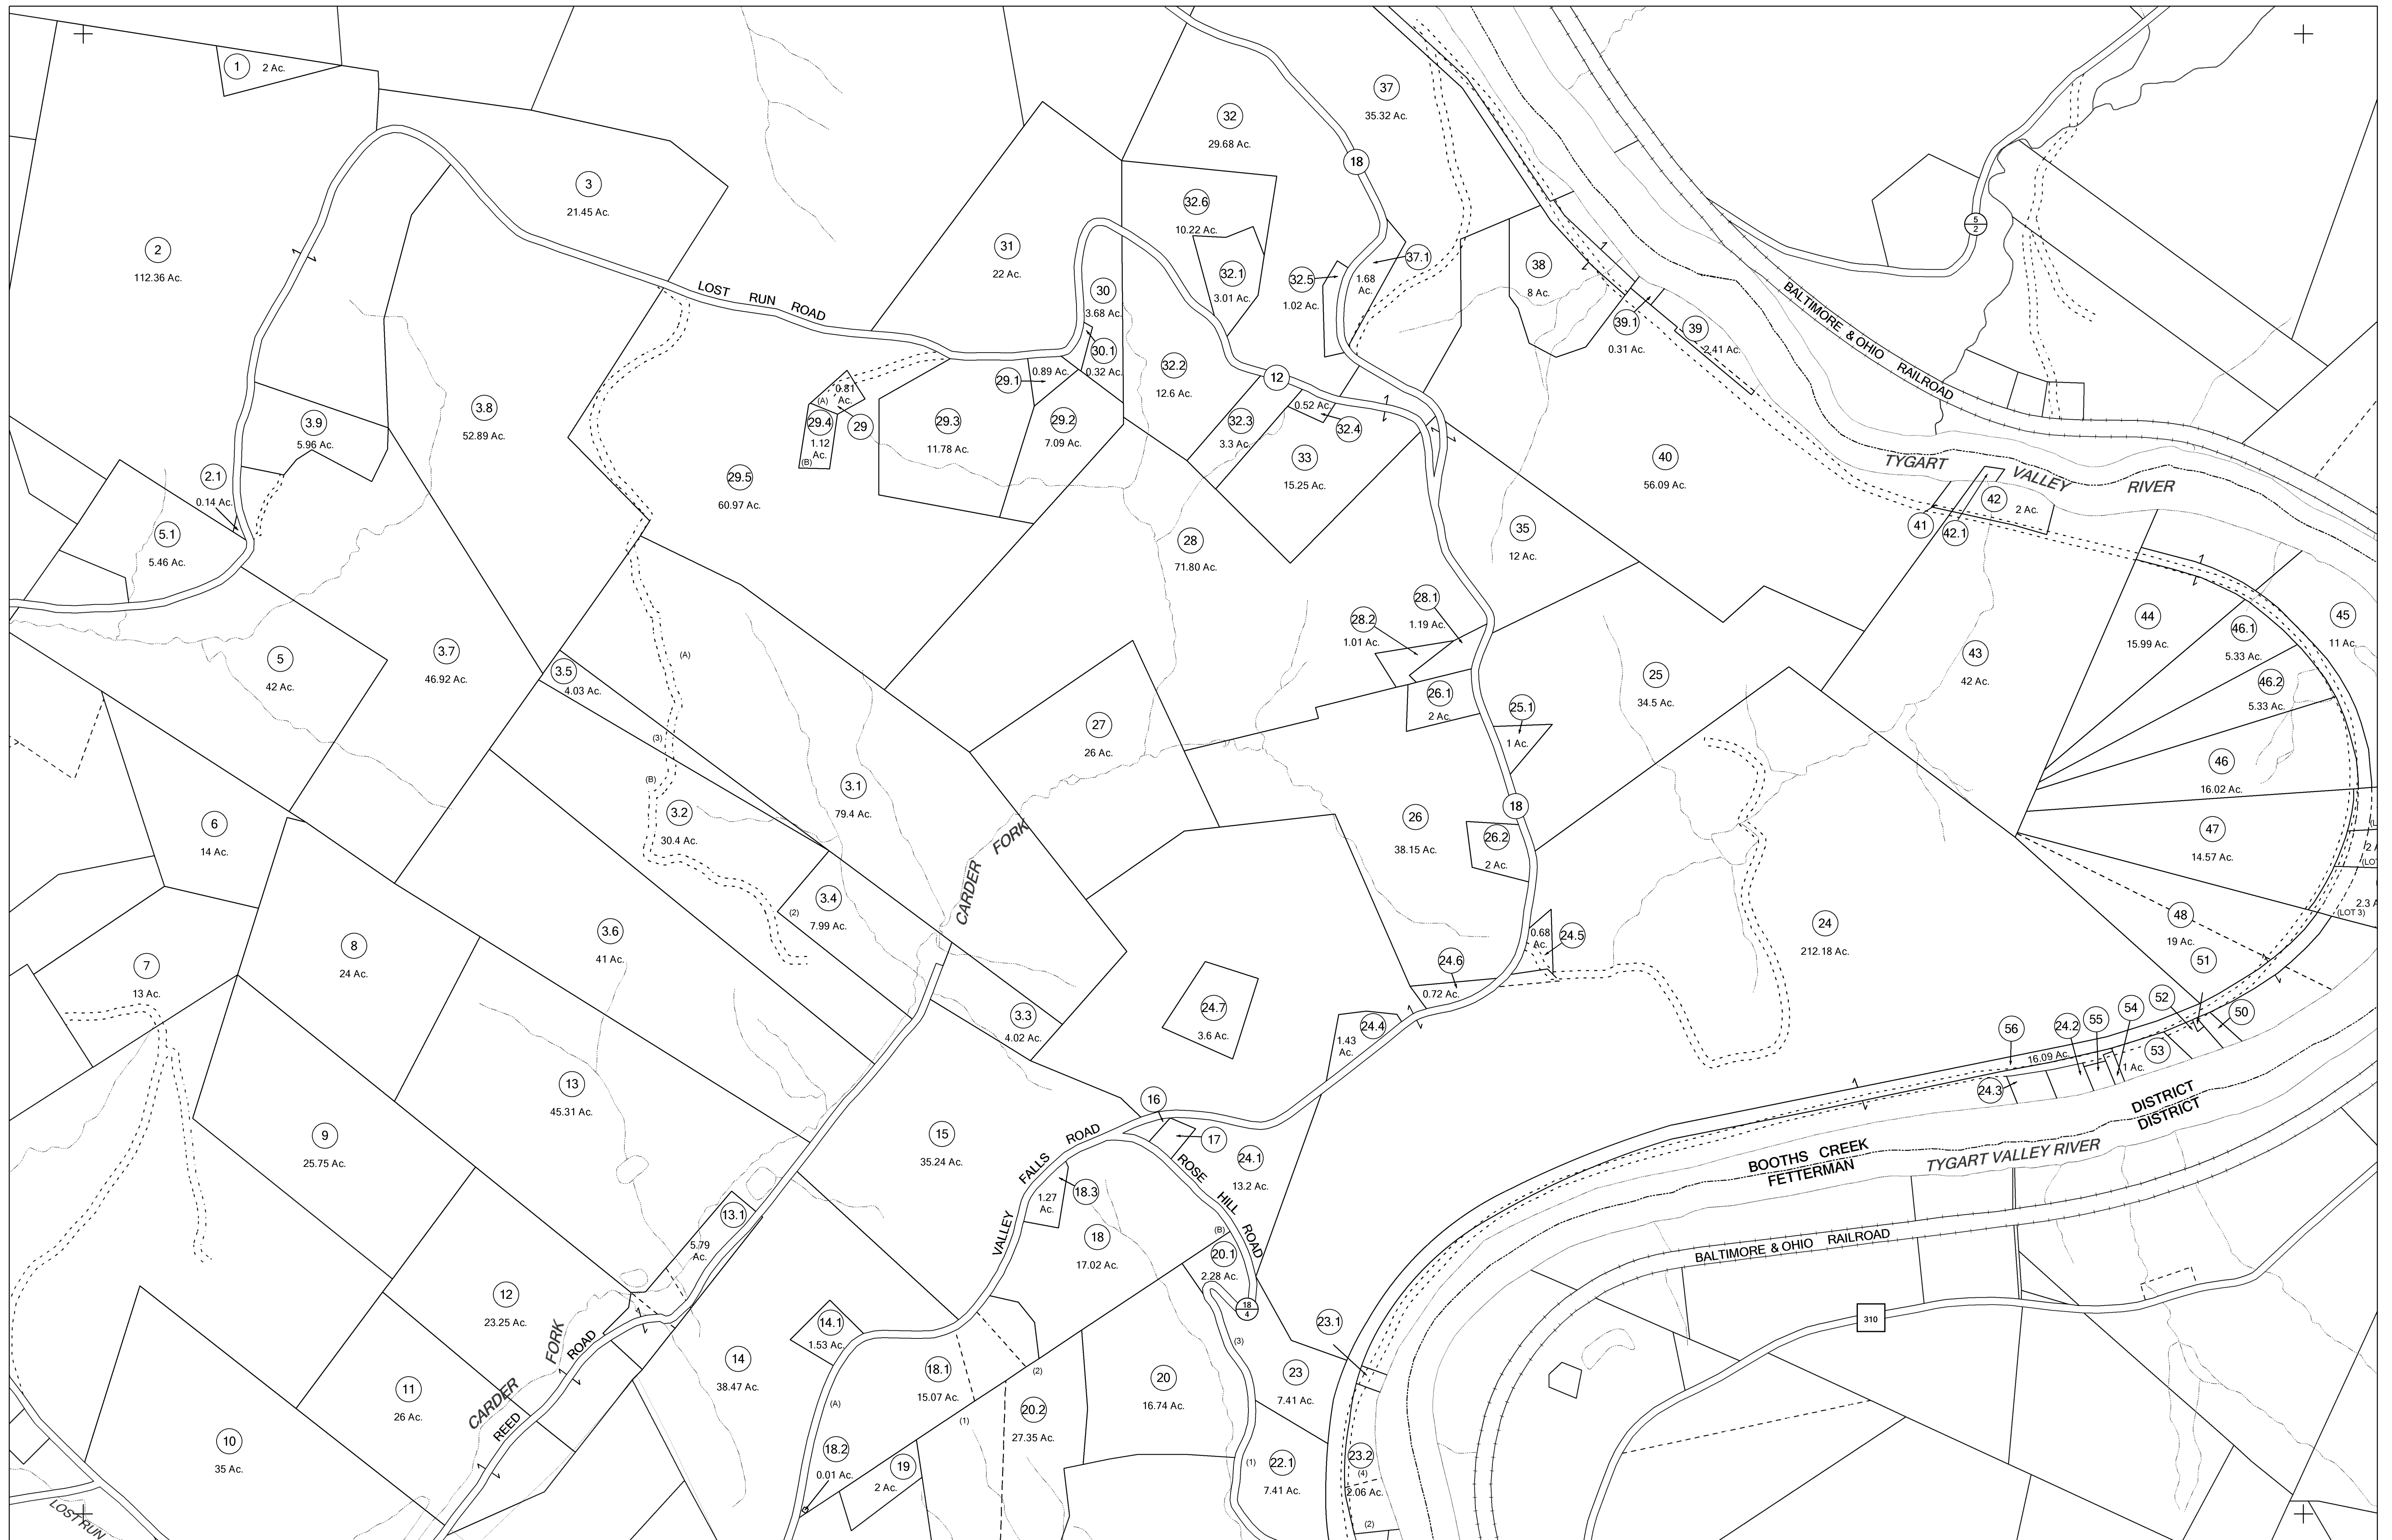 1
2 Ac.
2
112.36 Ac.
3
21.45 Ac.
31
22 Ac.
32
29.68 Ac.
37
35.32 Ac.
18
32.6
10.22 Ac.
32.1
3.01 Ac.
32.5
1.02 Ac.
1.68
Ac.
37.1
38
8 Ac.
39.1
0.31 Ac.
39
2.41 Ac.
5
2
BALTIMORE & OHIO RAILROAD
LOST RUN ROAD
30
3.68 Ac.
30.1
0.32 Ac.
29.1
0.89 Ac.
32.2
12.6 Ac.
12
0.52 Ac.
32.4
32.3
3.3 Ac.
33
15.25 Ac.
0.81
Ac.
(A)
29.4
29
1.12
Ac.
(B)
29.3
11.78 Ac.
29.2
7.09 Ac.
3.9
5.96 Ac.
3.8
52.89 Ac.
2.1
0.14 Ac.
5.1
5.46 Ac.
29.5
60.97 Ac.
28
71.80 Ac.
35
12 Ac.
40
56.09 Ac.
TYGART VALLEY RIVER
41
42.1
42
2 Ac.
5
42 Ac.
3.7
46.92 Ac.
3.5
4.03 Ac.
(A)
(3)
(B)
3.2
30.4 Ac.
3.1
79.4 Ac.
27
26 Ac.
28.2
1.01 Ac.
28.1
1.19 Ac.
26.1
2 Ac.
25.1
1 Ac.
25
34.5 Ac.
43
42 Ac.
44
15.99 Ac.
46.1
5.33 Ac.
45
11 Ac.
46.2
5.33 Ac.
46
16.02 Ac.
47
14.57 Ac.
(LOT 3)
48
19 Ac.
51
6
14 Ac.
7
13 Ac.
8
24 Ac.
3.6
41 Ac.
3.4
(2)
7.99 Ac.
CARDER FORK
3.3
4.02 Ac.
26
38.15 Ac.
18
26.2
2 Ac.
24.5
0.68
Ac.
24.6
0.72 Ac.
24
212.18 Ac.
24.7
3.6 Ac.
24.4
1.43
Ac.
9
25.75 Ac.
13
45.31 Ac.
15
35.24 Ac.
16
17
24.1
13.2 Ac.
VALLEY FALLS ROAD
ROSE HILL ROAD
56
16.09 Ac.
24.2
55
54
52
50
53
1 Ac.
24.3
DISTRICT
DISTRICT
BOOTHS CREEK
FETTERMAN
TYGART VALLEY RIVER
BALTIMORE & OHIO RAILROAD
310
13.1
5.79
Ac.
18.3
1.27
Ac.
18
17.02 Ac.
(B)
20.1
2.28 Ac.
18
4
(3)
12
23.25 Ac.
11
26 Ac.
10
35 Ac.
CARDER FORK
REED ROAD
LOST RUN
14
38.47 Ac.
14.1
1.53 Ac.
(A)
18.1
15.07 Ac.
(2)
(1)
18.2
0.01 Ac.
19
2 Ac.
20.2
27.35 Ac.
20
16.74 Ac.
23.1
23
7.41 Ac.
(1)
22.1
7.41 Ac.
23.2
(4)
2.06 Ac.
(2)